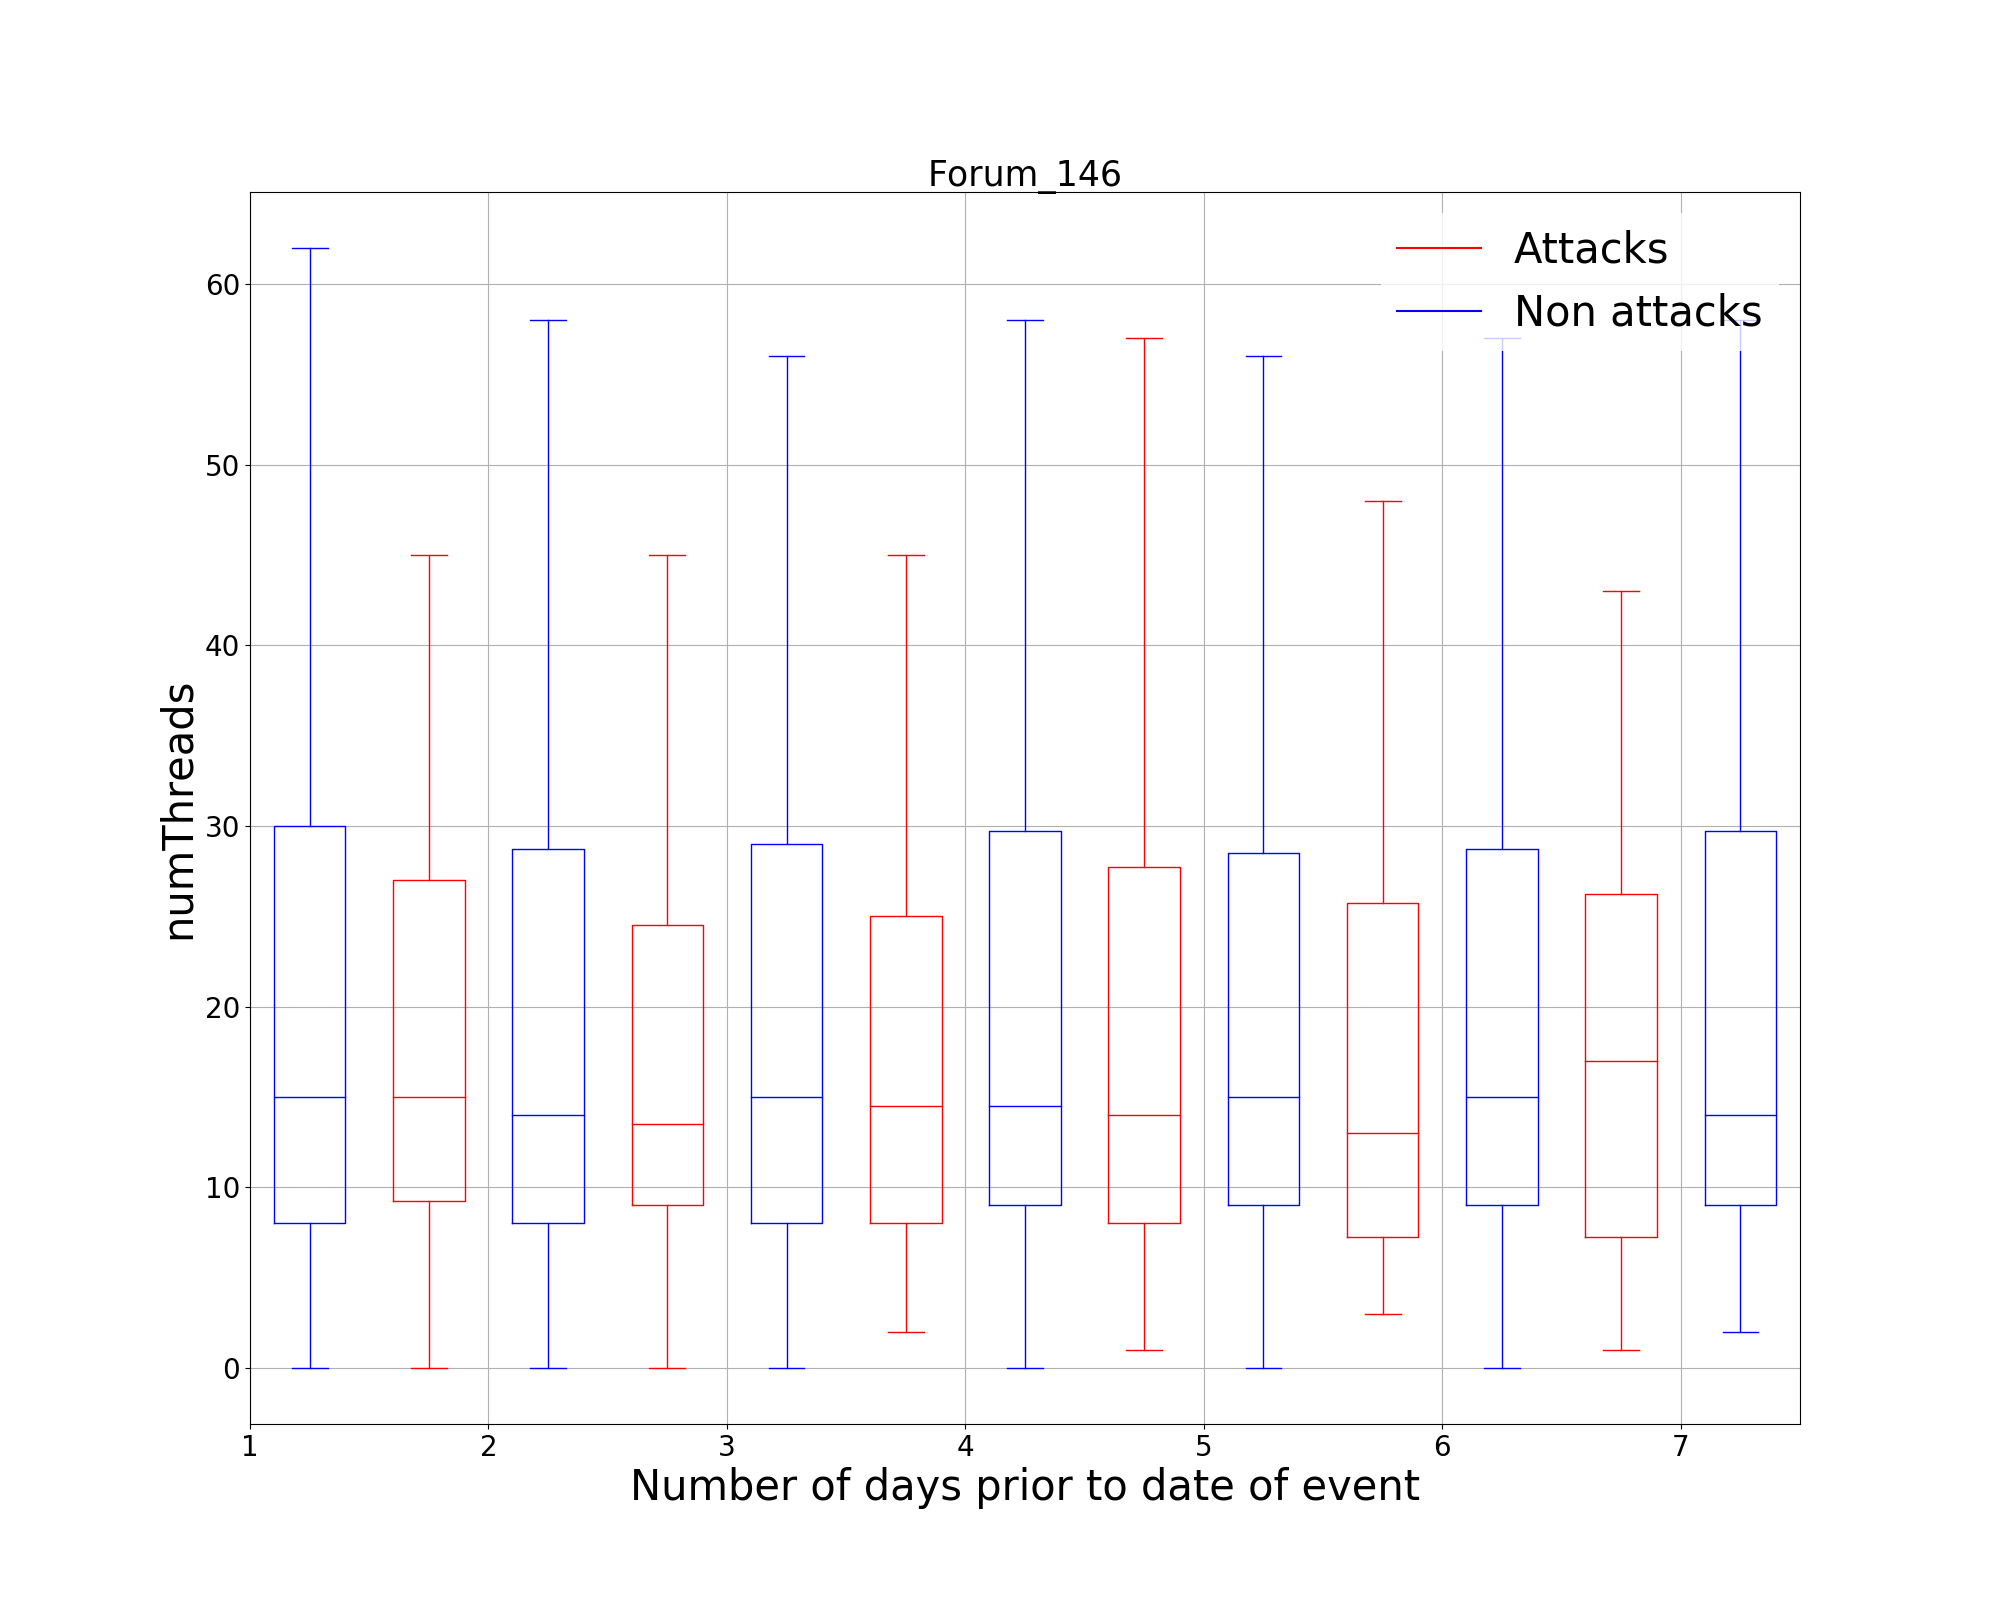 Forum_146
Attacks
Non attacks
60
50
40
30
20
10
0
numThreads
1 2 3 4 5 6 7
Number of days prior to date of event